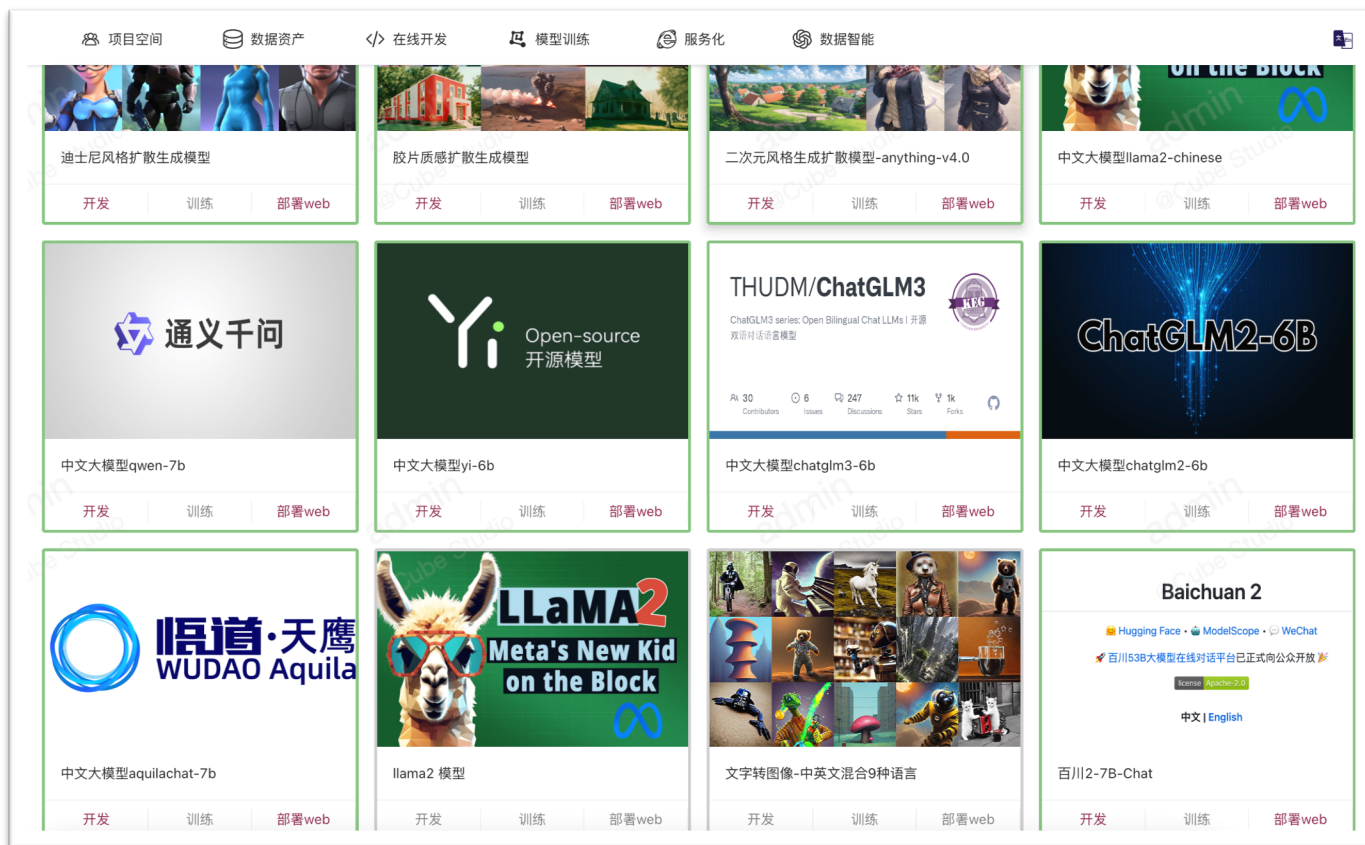 项目空间 数据资产 在线开发 模型训练 服务化 数据智能
on the Block
迪士尼风格扩散生成模型 胶片质感扩散生成模型 二次元风格生成扩散模型-anything-v4.0 中文大模型llama2-chinese
开发 训练 部署web 开发 训练 部署web 开发 训练 部署web 开发 训练 部署web
通义千问
Yi Open-source
开源模型
THUDM/ChatGLM3
KEG
ChatGLM3 series: Open Bilingual Chat LLMs | 开源
双语对话语言模型
30 6 247 11k 1k
Contributors Issues Discussions Stars Forks
ChatGLM2-6B
中文大模型qwen-7b 中文大模型yi-6b 中文大模型chatglm3-6b 中文大模型chatglm2-6b
开发 训练 部署web 开发 训练 部署web 开发 训练 部署web 开发 训练 部署web
悟道·天鹰
WUDAO Aquila
LLaMA2
Meta's New Kid
on the Block
Baichuan 2
Hugging Face • ModelScope • WeChat
百川53B大模型在线对话平台已正式向公众开放
license Apache-2.0
中文 | English
中文大模型aquilachat-7b llama2 模型 文字转图像-中英文混合9种语言 百川2-7B-Chat
开发 训练 部署web 开发 训练 部署web 开发 训练 部署web 开发 训练 部署web
admin
@Cube Studio